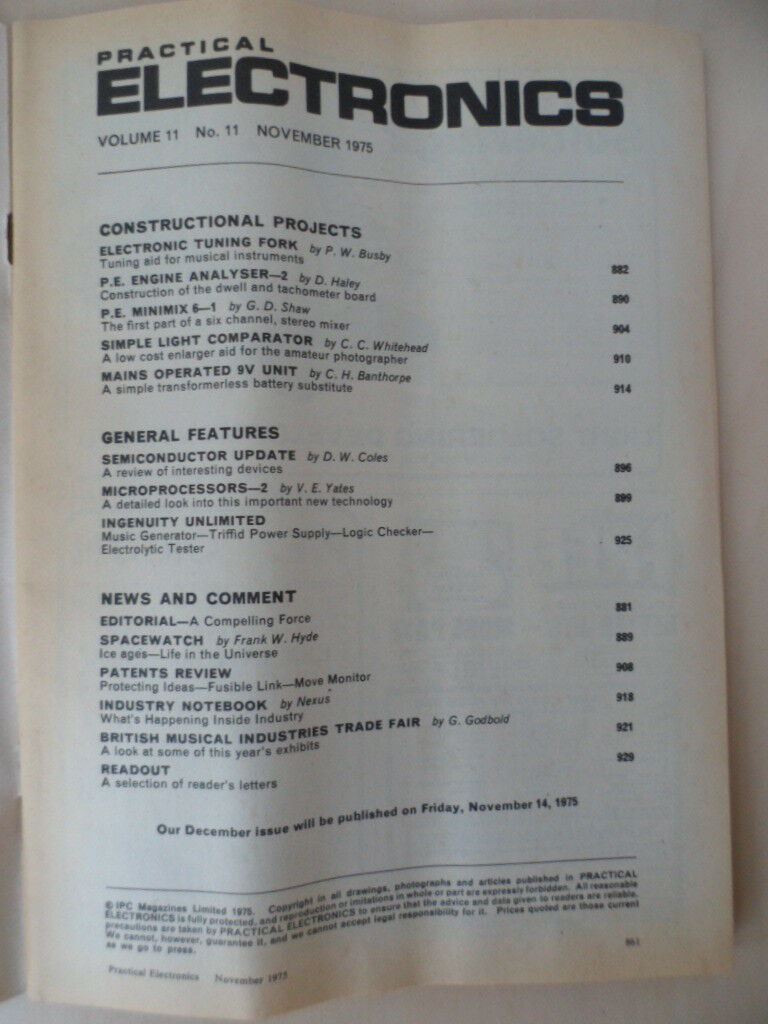 PRACTICAL
ELECTRONICS
VOLUME 11 No. 11 NOVEMBER 1975
CONSTRUCTIONAL PROJECTS
ELECTRONIC TUNING FORK by P. W. Busby
Tuning aid for musical instruments 882
P.E. ENGINE ANALYSER—2 by D. Haley
Construction of the dwell and tachometer board 890
P.E. MINIMIX 6—1 by G. D. Shaw
The first part of a six channel, stereo mixer 904
SIMPLE LIGHT COMPARATOR by C. C. Whitehead
A low cost enlarger aid for the amateur photographer 910
MAINS OPERATED 9V UNIT by C. H. Banthorpe
A simple transformerless battery substitute 914
GENERAL FEATURES
SEMICONDUCTOR UPDATE by D. W. Coles
A review of interesting devices 896
MICROPROCESSORS—2 by V. E. Yates
A detailed look into this important new technology 899
INGENUITY UNLIMITED
Music Generator—Triffid Power Supply—Logic Checker—
Electrolytic Tester 925
NEWS AND COMMENT
EDITORIAL—A Compelling Force 881
SPACEWATCH by Frank W. Hyde
Ice ages—Life in the Universe 889
PATENTS REVIEW
Protecting Ideas—Fusible Link—Move Monitor 908
INDUSTRY NOTEBOOK by Nexus
What's Happening Inside Industry 918
BRITISH MUSICAL INDUSTRIES TRADE FAIR by G. Godbold
A look at some of this year's exhibits 921
READOUT
A selection of reader's letters 929
Our December issue will be published on Friday, November 14, 1975
© IPC Magazines Limited 1975. Copyright in all drawings, photographs and articles published in PRACTICAL
ELECTRONICS is fully protected, and reproduction or imitations in whole or part are expressly forbidden. All reasonable
precautions are taken by PRACTICAL ELECTRONICS to ensure that the advice and data given to readers are reliable.
We cannot, however, guarantee it, and we cannot accept legal responsibility for it. Prices quoted are those current
as we go to press.
861
Practical Electronics November 1975